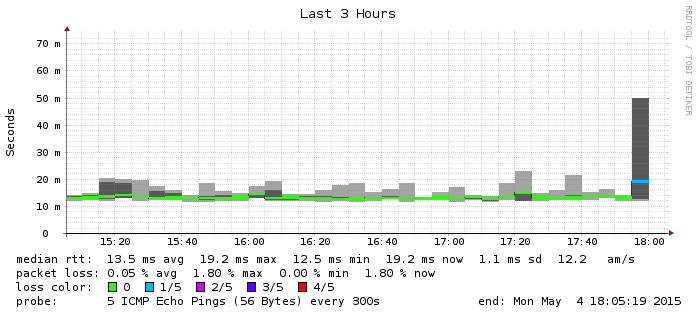 Last 3 Hours
RRDTOOL / TOBI OETIKER
Seconds
70 m
60 m
50 m
40 m
30 m
20 m
10 m
0
15:20 15:40 16:00 16:20 16:40 17:00 17:20 17:40 18:00
median rtt: 13.5 ms avg 19.2 ms max 12.5 ms min 19.2 ms now 1.1 ms sd 12.2 am/s
packet loss: 0.05 % avg 1.80 % max 0.00 % min 1.80 % now
loss color: 0 1/5 2/5 3/5 4/5
probe: 5 ICMP Echo Pings (56 Bytes) every 300s end: Mon May 4 18:05:19 2015